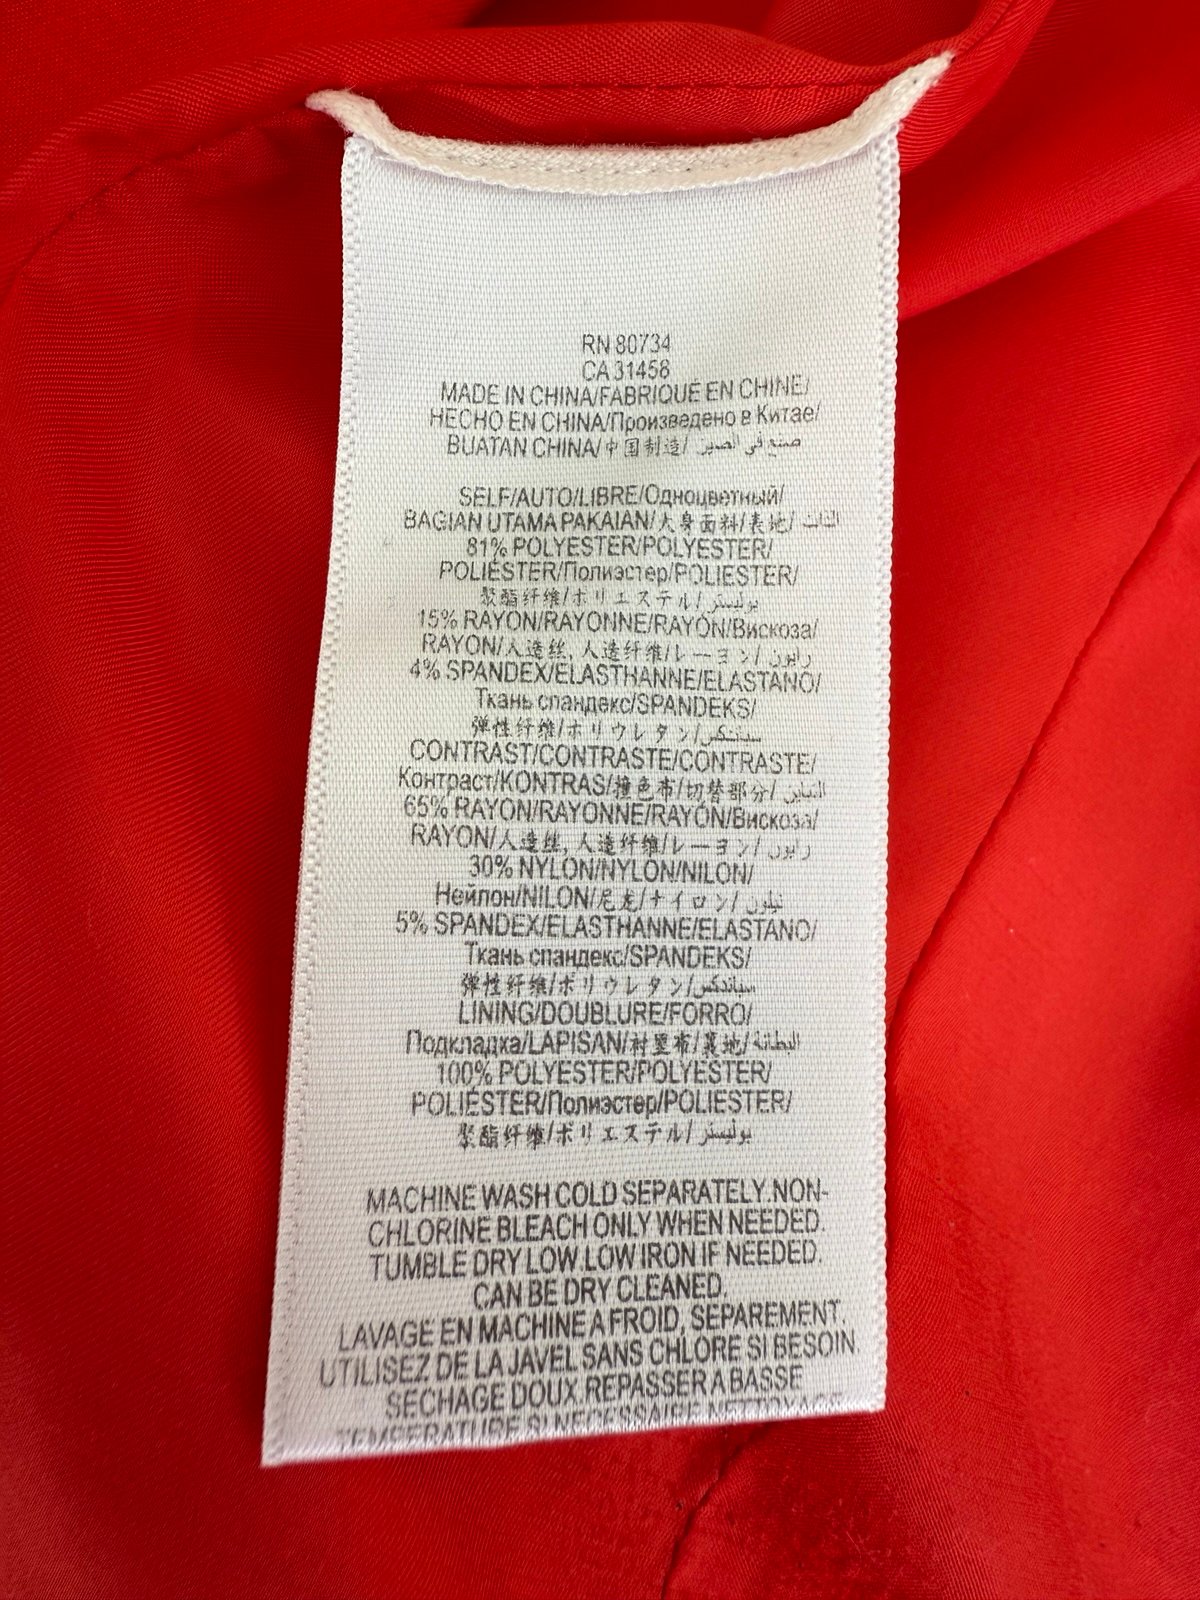 RN 80734
CA 31458
MADE IN CHINA/FABRIQUE EN CHINE/
HECHO EN CHINA/Произведено в Китае/
BUATAN CHINA/中国制造/ صنع في الصين
SELF/AUTO/LIBRE/Одноцветный/
BAGIAN UTAMA PAKAIAN/大身面料/表地/ الذات
81% POLYESTER/POLYESTER/
POLIÉSTER/Полиэстер/POLIESTER/
聚酯纤维/ポリエステル/ بوليستر
15% RAYON/RAYONNE/RAYÓN/Вискоза/
RAYON/人造丝, 人造纤维/レーヨン/ رايون
4% SPANDEX/ELASTHANNE/ELASTANO/
Ткань спандекс/SPANDEKS/
弹性纤维/ポリウレタン/
CONTRAST/CONTRASTE/CONTRASTE/
Контраст/KONTRAS/撞色布/切替部分/ التباين
65% RAYON/RAYONNE/RAYÓN/Вискоза/
RAYON/人造丝, 人造纤维/レーヨン/ رايون
30% NYLON/NYLON/NILON/
Нейлон/NILON/尼龙/ナイロン/ نيلون
5% SPANDEX/ELASTHANNE/ELASTANO/
Ткань спандекс/SPANDEKS/
弹性纤维/ポリウレタン/ سباندكس
LINING/DOUBLURE/FORRO/
Подкладка/LAPISAN/衬里布/裏地/ البطانة
100% POLYESTER/POLYESTER/
POLIÉSTER/Полиэстер/POLIESTER/
聚酯纤维/ポリエステル/ بوليستر
MACHINE WASH COLD SEPARATELY. NON-
CHLORINE BLEACH ONLY WHEN NEEDED.
TUMBLE DRY LOW. LOW IRON IF NEEDED.
CAN BE DRY CLEANED.
LAVAGE EN MACHINE A FROID, SEPAREMENT.
UTILISEZ DE LA JAVEL SANS CHLORE SI BESOIN.
SECHAGE DOUX. REPASSER A BASSE
TEMPERATURE SI NECESSAIRE. NETTOYAGE